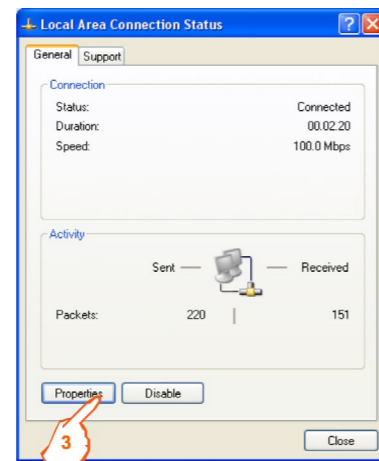 Local Area Connection Status
General Support
Connection
Status: Connected
Duration: 00.02.20
Speed: 100.0 Mbps
Activity
Sent — — Received
Packets: 220 | 151
Properties Disable
3
Close